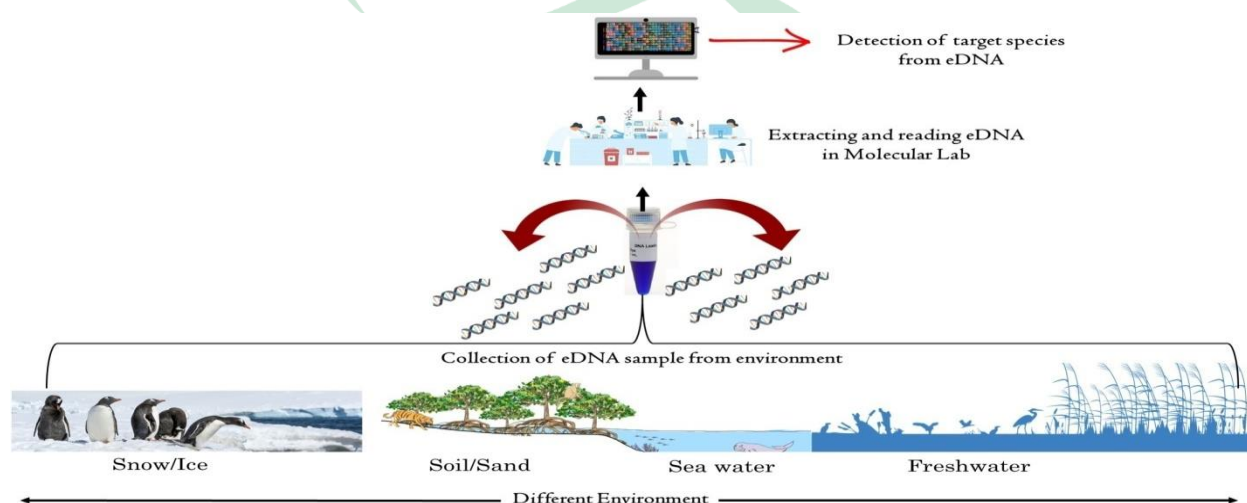 Detection of target species
from eDNA
Extracting and reading eDNA
in Molecular Lab
Collection of eDNA sample from environment
Snow/Ice
Soil/Sand
Sea water
Freshwater
Different Environment